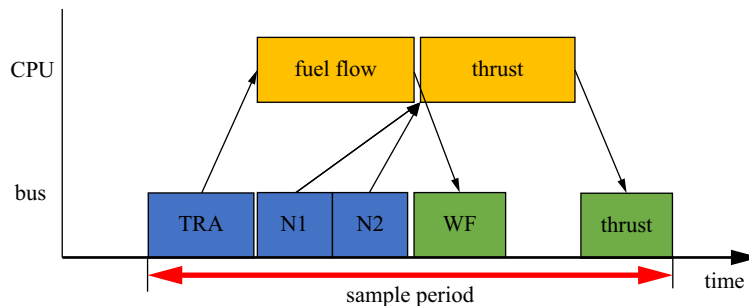 CPU
fuel flow
thrust
bus
TRA
N1
N2
WF
thrust
time
sample period